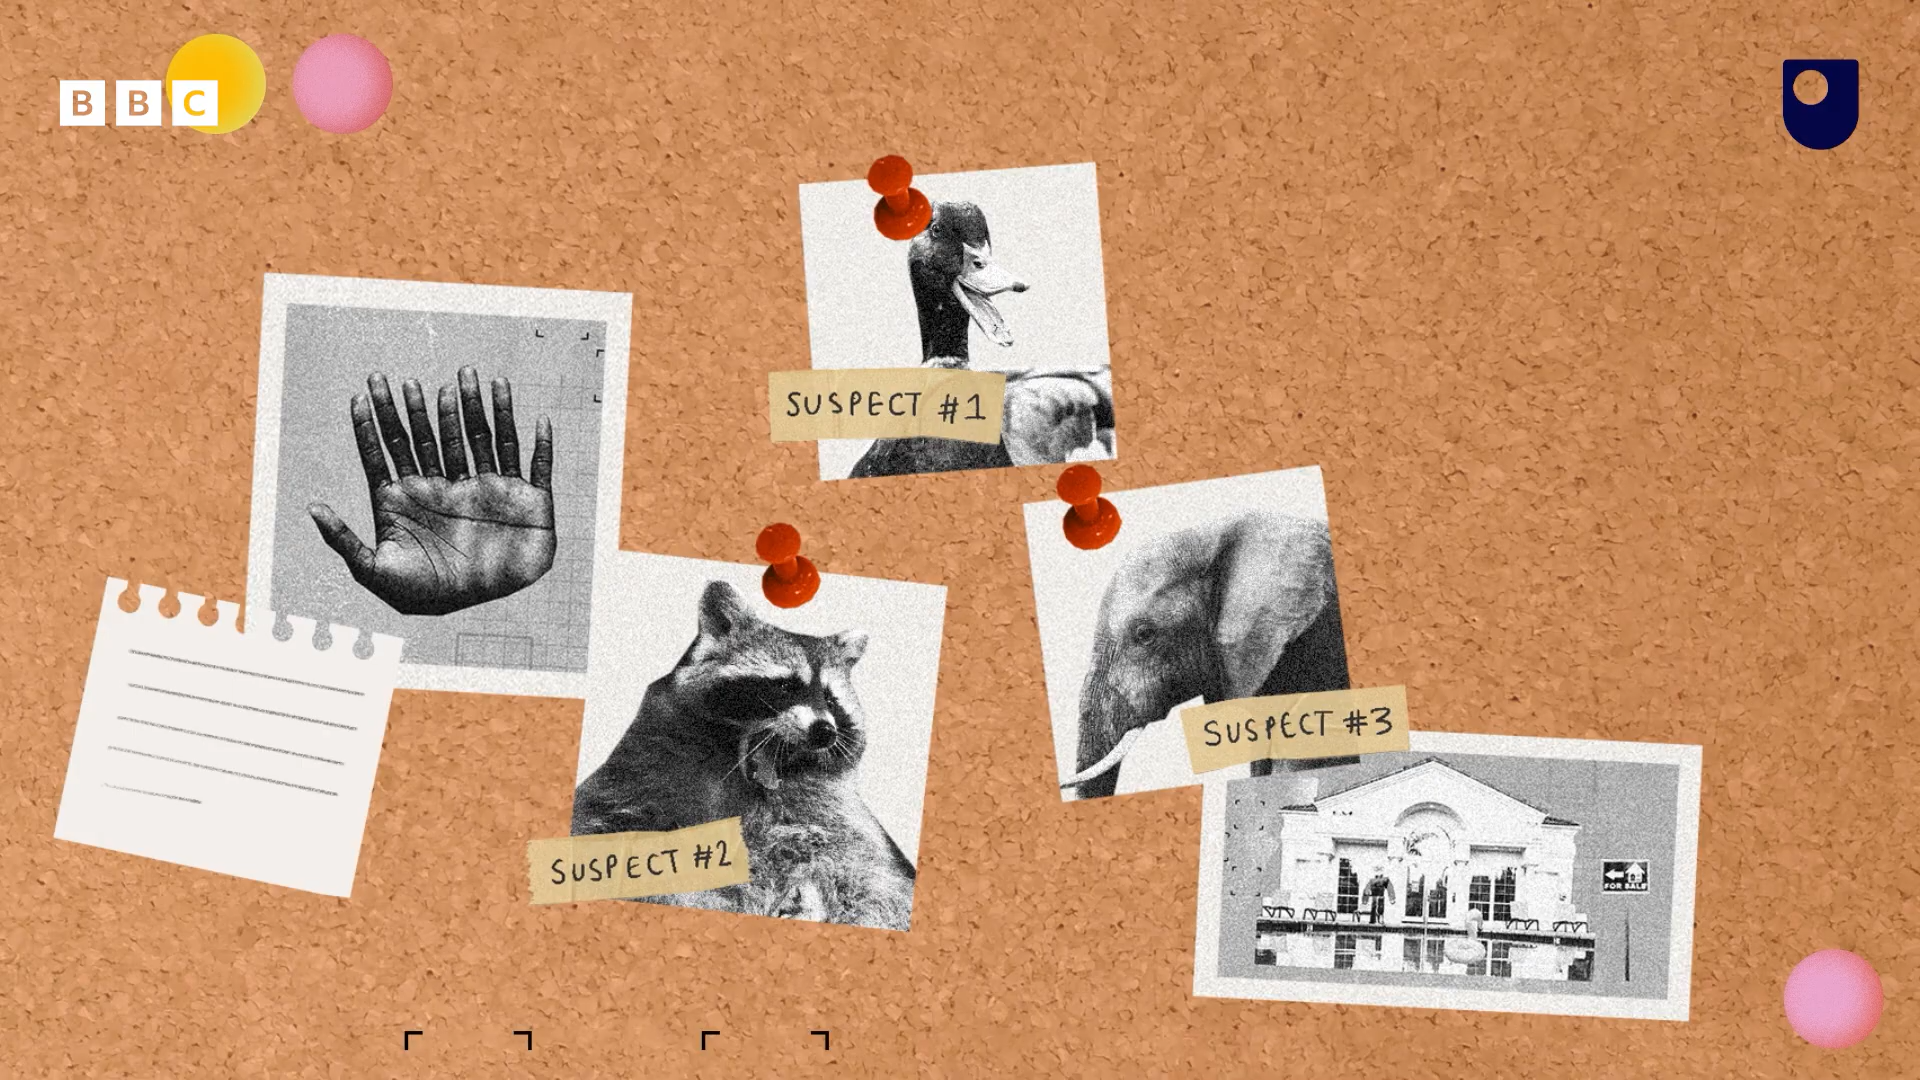 BBC
SUSPECT #1
SUSPECT #2
SUSPECT #3
FOR SALE